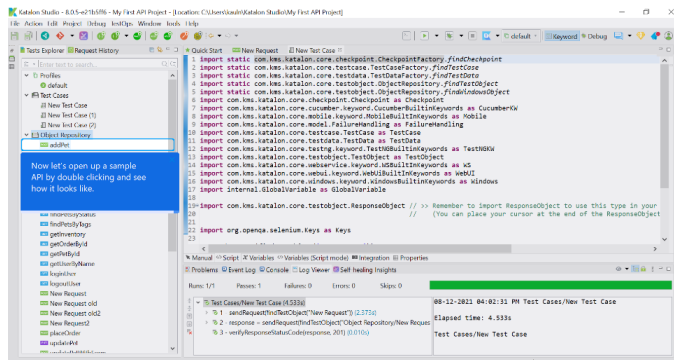 Katalon Studio - 8.0.5-e21b5f6 - My First API Project - [Location: C:\Users\krauln\Katalon Studio\My First API Project]
File Action Edit Project Debug TestOps Window Tools Help
Keyword Debug
default
Tests Explorer Request History
Quick Start New Request New Test Case
Enter text to search...
Profiles
default
Test Cases
New Test Case
New Test Case (1)
New Test Case (2)
Object Repository
addPet
Now let's open up a sample
API by double clicking and see
how it looks like.
findPetsByStatus
findPetsByTags
getInventory
getOrderById
getPetById
getUserByName
loginUser
logoutUser
New Request
New Request old
New Request old2
New Request2
placeOrder
updatePet
1 import static com.kms.katalon.core.checkpoint.CheckpointFactory.findCheckpoint
2 import static com.kms.katalon.core.testcase.TestCaseFactory.findTestCase
3 import static com.kms.katalon.core.testdata.TestDataFactory.findTestData
4 import static com.kms.katalon.core.testobject.ObjectRepository.findTestObject
5 import static com.kms.katalon.core.testobject.ObjectRepository.findWindowsObject
6 import com.kms.katalon.core.checkpoint.Checkpoint as Checkpoint
7 import com.kms.katalon.core.cucumber.keyword.CucumberBuiltinKeywords as CucumberKW
8 import com.kms.katalon.core.mobile.keyword.MobileBuiltInKeywords as Mobile
9 import com.kms.katalon.core.model.FailureHandling as FailureHandling
10 import com.kms.katalon.core.testcase.TestCase as TestCase
11 import com.kms.katalon.core.testdata.TestData as TestData
12 import com.kms.katalon.core.testng.keyword.TestNGBuiltinKeywords as TestNGKW
13 import com.kms.katalon.core.testobject.TestObject as TestObject
14 import com.kms.katalon.core.webservice.keyword.WSBuiltInKeywords as WS
15 import com.kms.katalon.core.webui.keyword.WebUiBuiltInKeywords as WebUI
16 import com.kms.katalon.core.windows.keyword.WindowsBuiltinKeywords as Windows
17 import internal.GlobalVariable as GlobalVariable
18
19 import com.kms.katalon.core.testobject.ResponseObject // >> Remember to import ResponseObject to use this type in your
20 // (You can place your cursor at the end of the ResponseObject
21
22 import org.openqa.selenium.Keys as Keys
23
Manual Script Variables Variables (Script mode) Integration Properties
Problems Event Log Console Log Viewer Self-healing Insights
Runs: 1/1 Passes: 1 Failures: 0 Errors: 0 Skips: 0
Test Cases/New Test Case (4.533s)
1 - sendRequest(findTestObject("New Request")) (2.373s)
2 - response = sendRequest(findTestObject("Object Repository/New Reques
3 - verifyResponseStatusCode(response, 201) (0.010s)
08-12-2021 04:02:31 PM Test Cases/New Test Case
Elapsed time: 4.533s
Test Cases/New Test Case